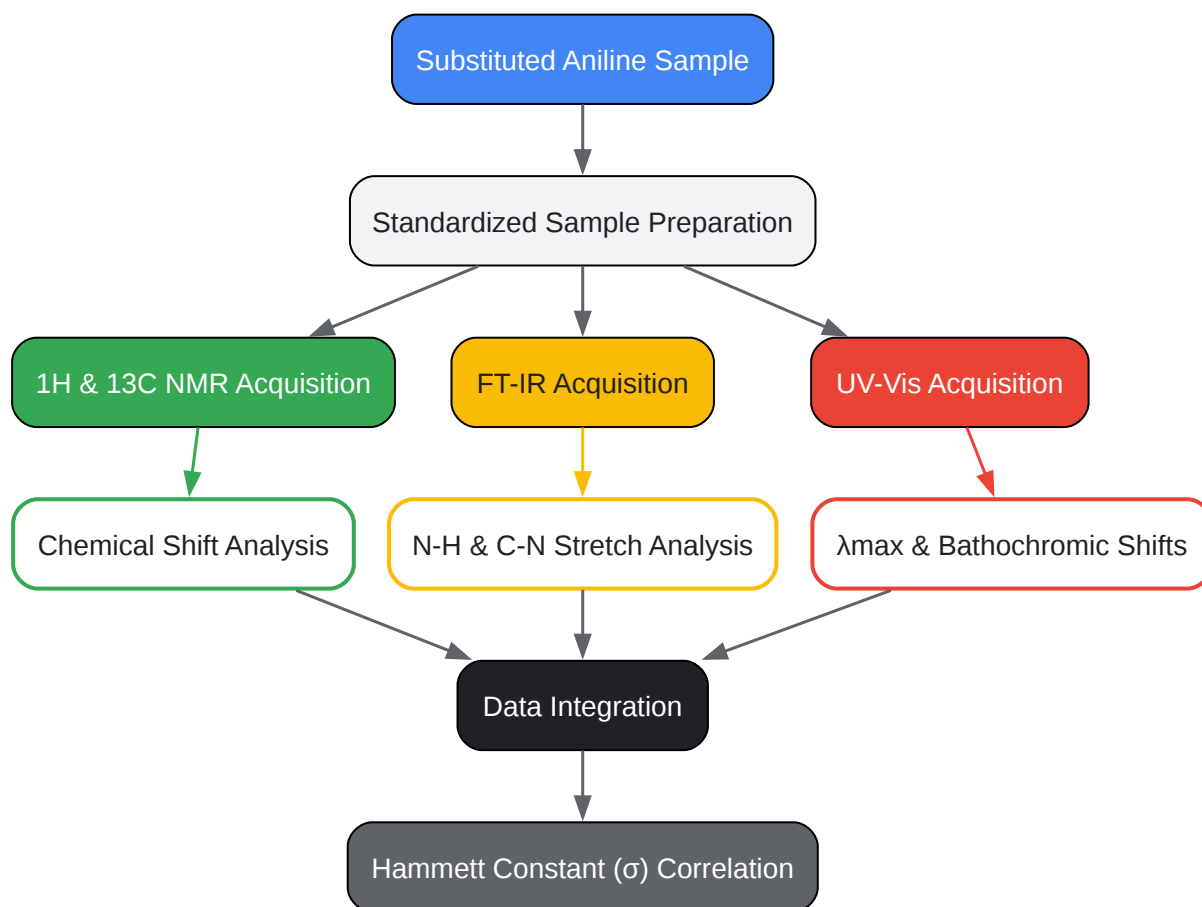 Substituted Aniline Sample
Standardized Sample Preparation
1H & 13C NMR Acquisition
FT-IR Acquisition
UV-Vis Acquisition
Chemical Shift Analysis
N-H & C-N Stretch Analysis
λmax & Bathochromic Shifts
Data Integration
Hammett Constant (σ) Correlation